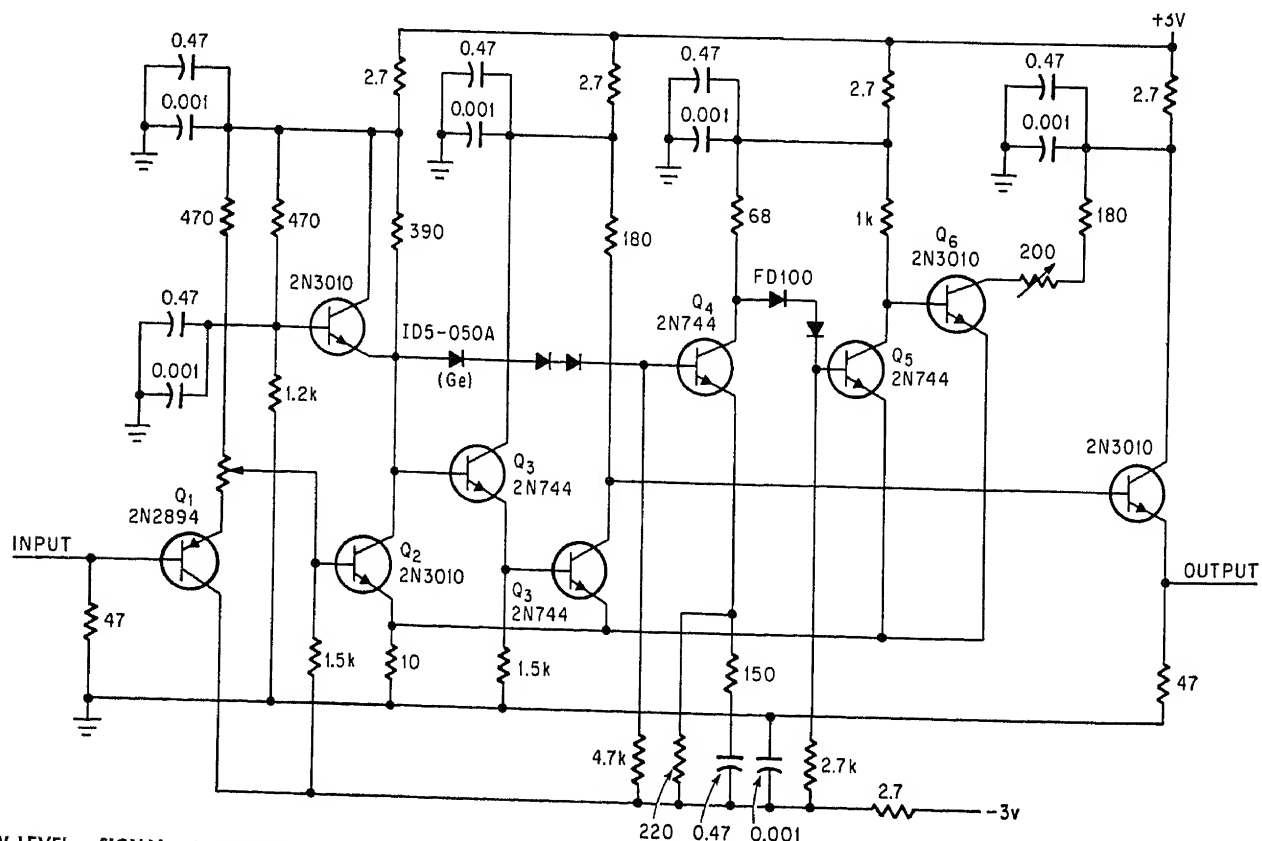 +3V
0.47
0.47
0.47
0.47
2.7
2.7
2.7
2.7
0.001
0.001
0.001
0.001
470
470
390
180
68
1k
180
Q6
2N3010
200
2N3010
FD100
0.47
ID5-050A
Q4
2N744
0.001
(Ge)
Q5
2N744
1.2k
Q3
2N744
2N3010
Q1
2N2894
INPUT
Q2
2N3010
OUTPUT
Q3
2N744
47
1.5k
10
1.5k
150
47
4.7k
2.7k
2.7
-3v
220
0.47
0.001